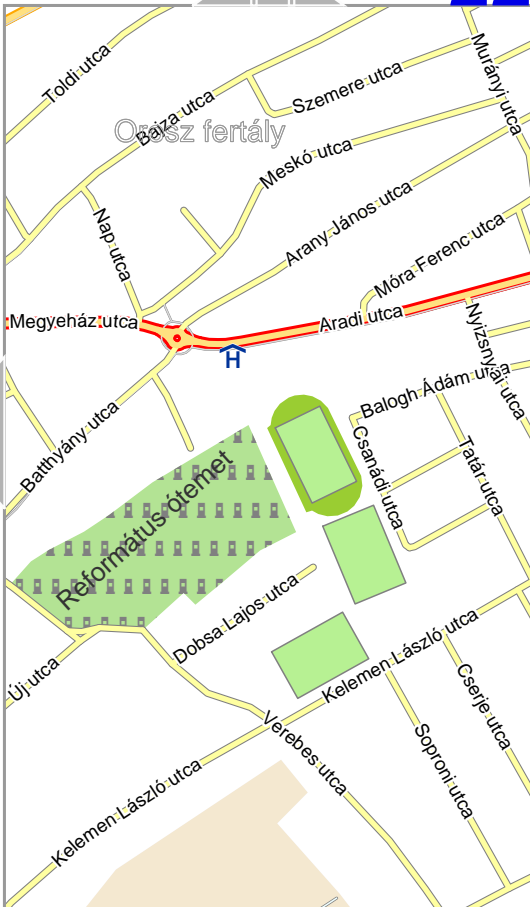 Toldi utca
Bajza utca
Szemere utca
Murányi utca
Orosz fertály
Meskó utca
Nap utca
Arany János utca
Móra Ferenc utca
Megyeház utca
Aradi utca
Nyizsnyáj utca
H
Balogh Ádám utca
Batthyány utca
Csanádi utca
Tatár utca
Református ótemet
Dobsa Lajos utca
Új utca
Kelemen László utca
Cserje utca
Verebes utca
Soproni utca
Kelemen László utca